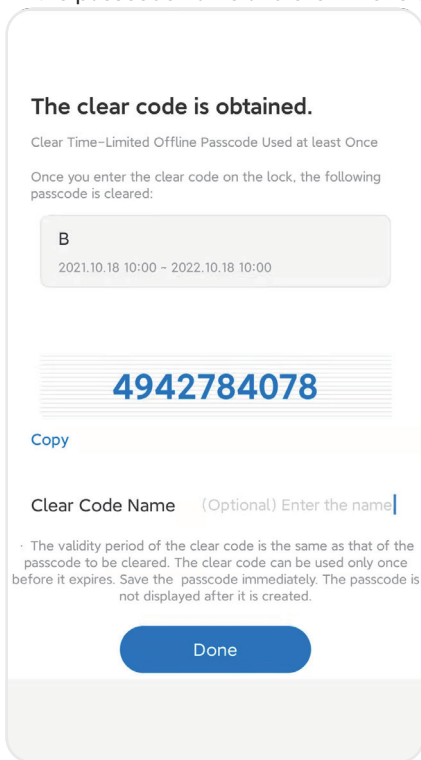 The clear code is obtained.
Clear Time-Limited Offline Passcode Used at least Once
Once you enter the clear code on the lock, the following
passcode is cleared:
B
2021.10.18 10:00 ~ 2022.10.18 10:00
4942784078
Copy
Clear Code Name (Optional) Enter the name
· The validity period of the clear code is the same as that of the
passcode to be cleared. The clear code can be used only once
before it expires. Save the passcode immediately. The passcode is
not displayed after it is created.
Done